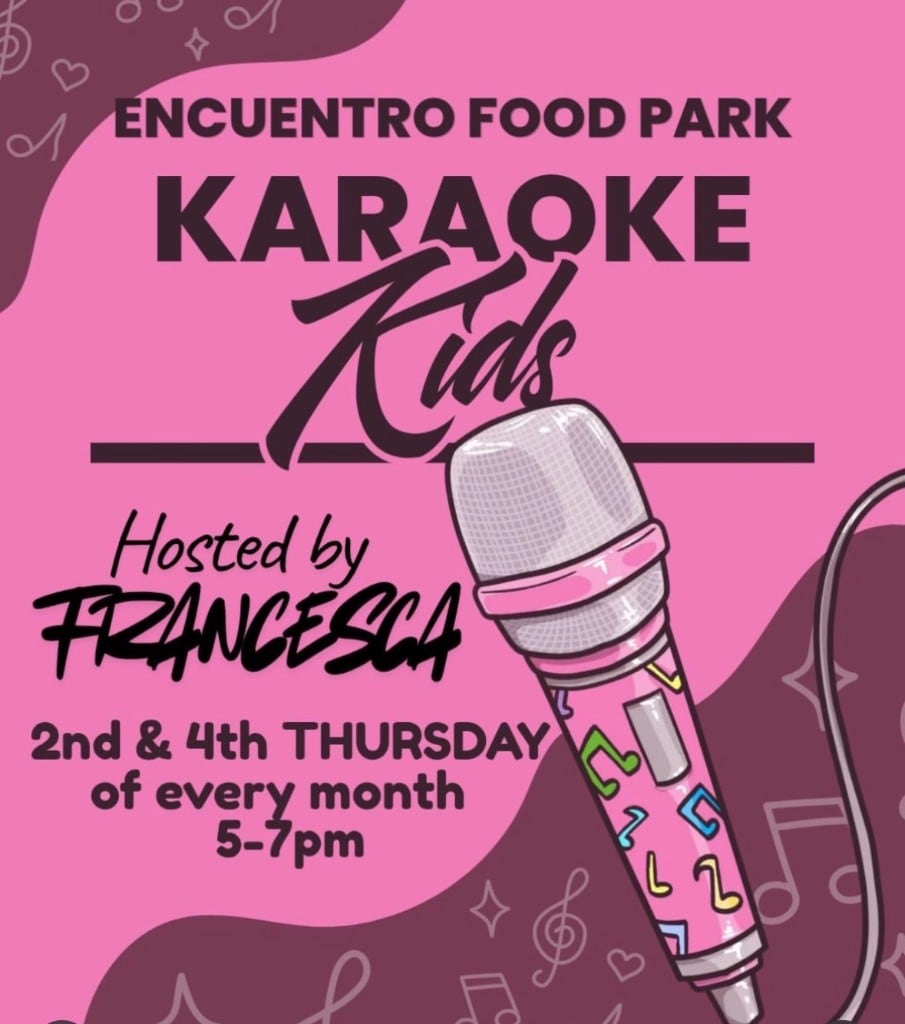 ENCUENTRO FOOD PARK
KARAOKE
Kids
Hosted by
FRANCESCA
2nd & 4th THURSDAY
of every month
5-7pm